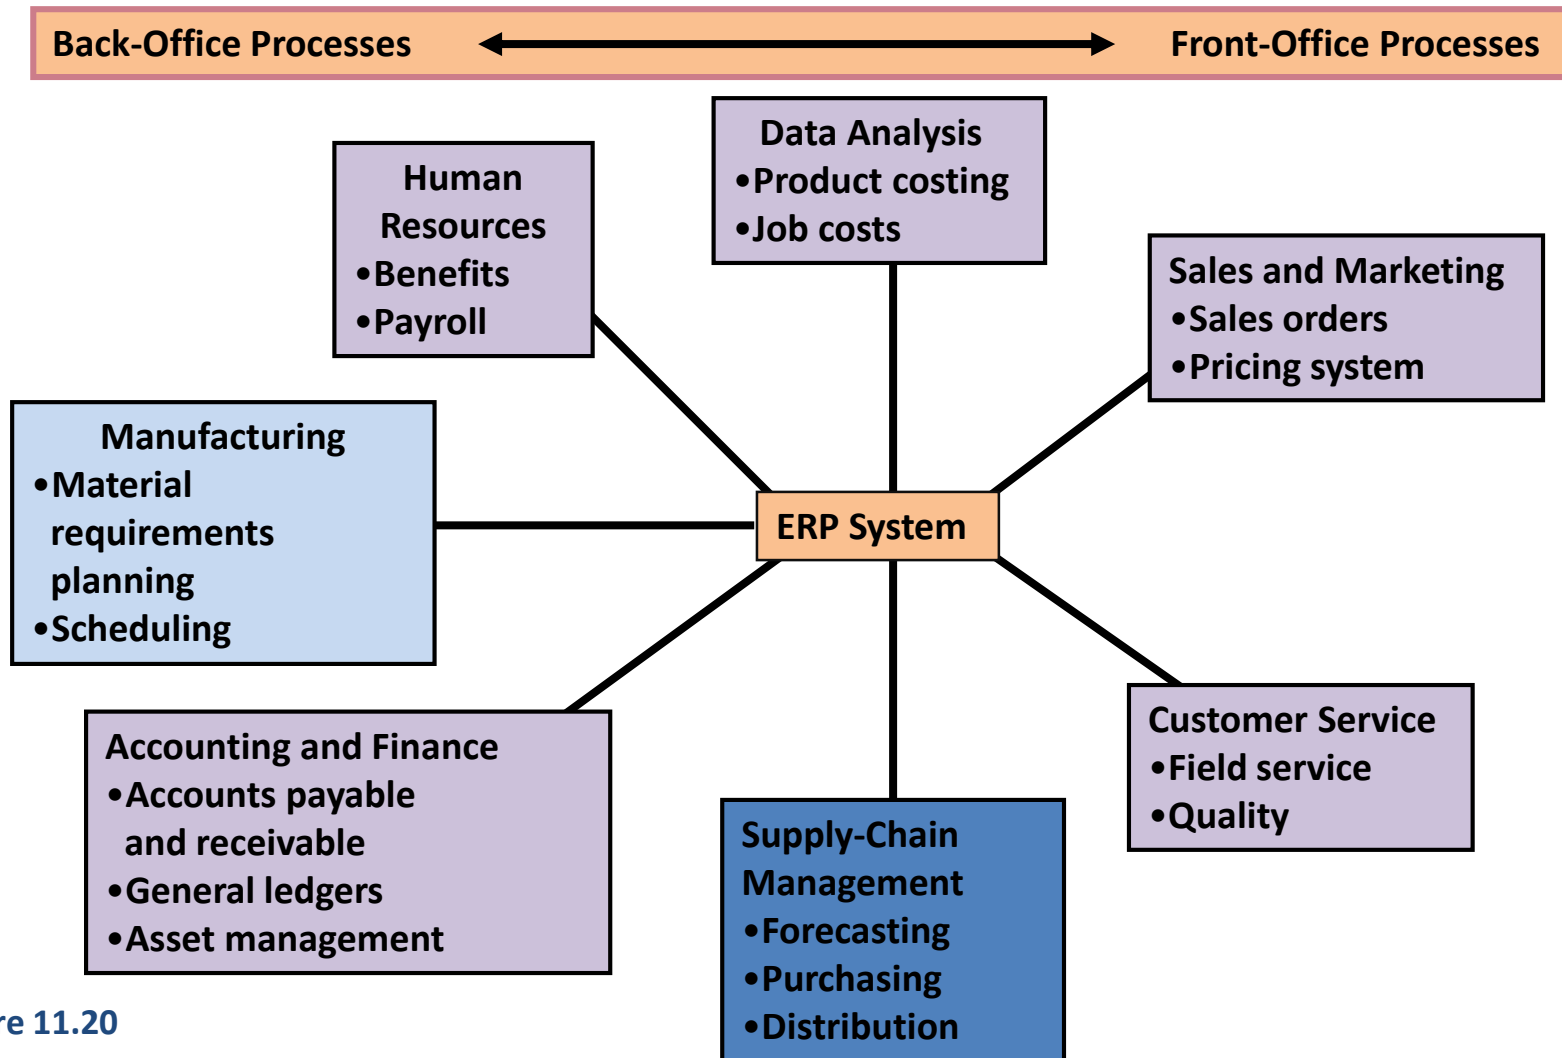 Back-Office Processes
Front-Office Processes
Data Analysis
•Product costing
•Job costs
Human
Resources
•Benefits
•Payroll
Sales and Marketing
•Sales orders
•Pricing system
Manufacturing
•Material
requirements
planning
•Scheduling
ERP System
Accounting and Finance
•Accounts payable
and receivable
•General ledgers
•Asset management
Customer Service
•Field service
•Quality
Supply-Chain
Management
•Forecasting
•Purchasing
•Distribution
re 11.20